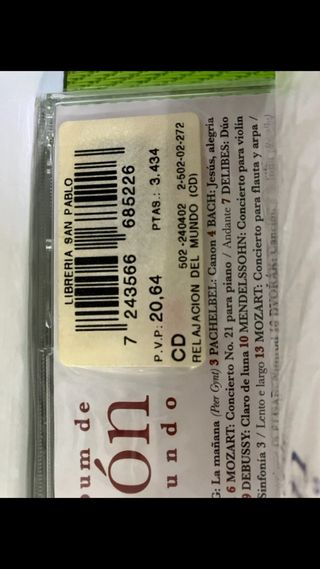 LIBRERIA SAN PABLO
7 243566 685226
P.V.P: 20,64 PTAS.: 3.434
CD 502-240402 2-502-02-272
RELAJACION DEL MUNDO (CD)
um de
ón
undo
G: La mañana (Peer Gynt) 3 PACHELBEL: Canon 4 BACH: Jesús, alegría
6 MOZART: Concierto No. 21 para piano / Andante 7 DELIBES: Dúo
9 DEBUSSY: Claro de luna 10 MENDELSSOHN: Concierto para violín
Sinfonía 3 / Lento e largo 13 MOZART: Concierto para flauta y arpa /